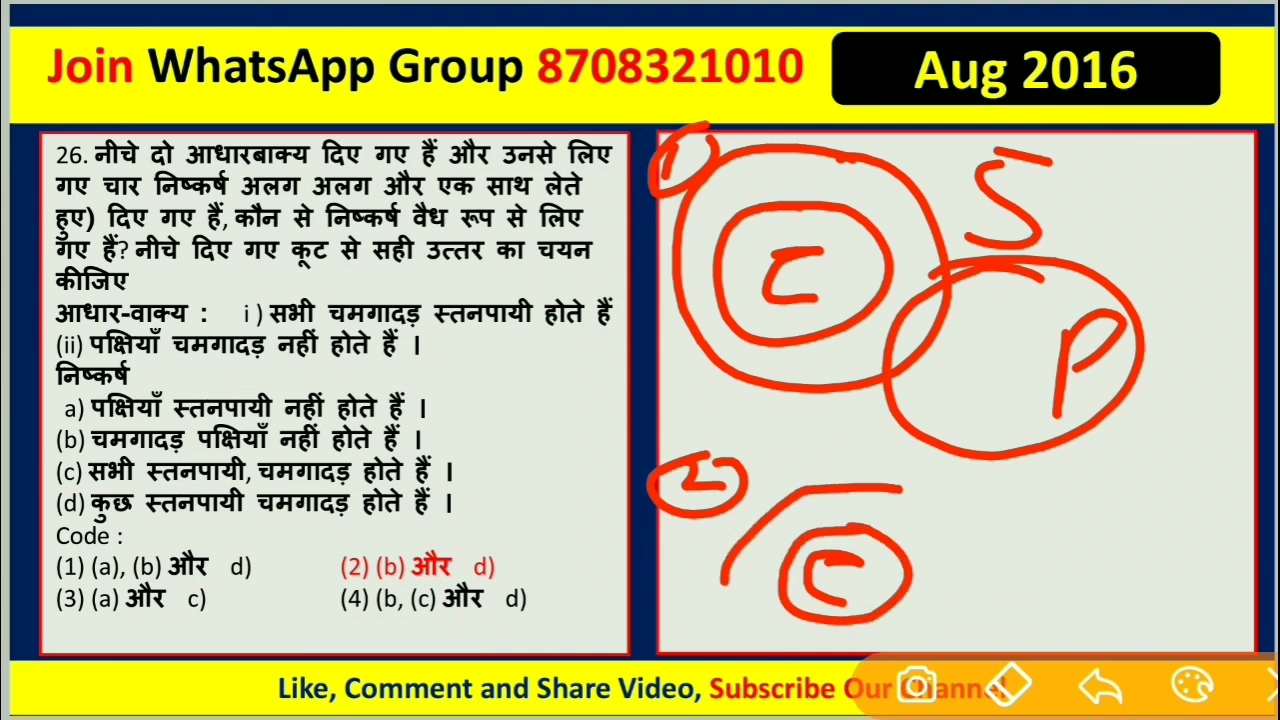 Join WhatsApp Group 8708321010
Aug 2016
26. नीचे दो आधारबाक्य दिए गए हैं और उनसे लिए
गए चार निष्कर्ष अलग अलग और एक साथ लेते
हुए) दिए गए हैं, कौन से निष्कर्ष वैध रूप से लिए
गए हैं? नीचे दिए गए कूट से सही उत्तर का चयन
कीजिए
आधार-वाक्य : i ) सभी चमगादड़ स्तनपायी होते हैं
(ii) पक्षियाँ चमगादड़ नहीं होते हैं ।
निष्कर्ष
a) पक्षियाँ स्तनपायी नहीं होते हैं ।
(b) चमगादड़ पक्षियाँ नहीं होते हैं ।
(c) सभी स्तनपायी, चमगादड़ होते हैं ।
(d) कुछ स्तनपायी चमगादड़ होते हैं ।
Code :
(1) (a), (b) और d) (2) (b) और d)
(3) (a) और c) (4) (b, (c) और d)
1
S
C
P
2
C
Like, Comment and Share Video, Subscribe Our Channel